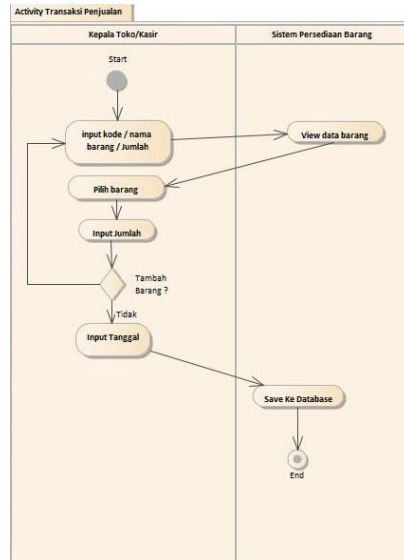 Activity Transaksi Penjualan
Kepala Toko/Kasir
Sistem Persediaan Barang
Start
input kode / nama
barang / Jumlah
View data barang
Pilih barang
Input Jumlah
Tambah
Barang ?
Tidak
Input Tanggal
Save Ke Database
End